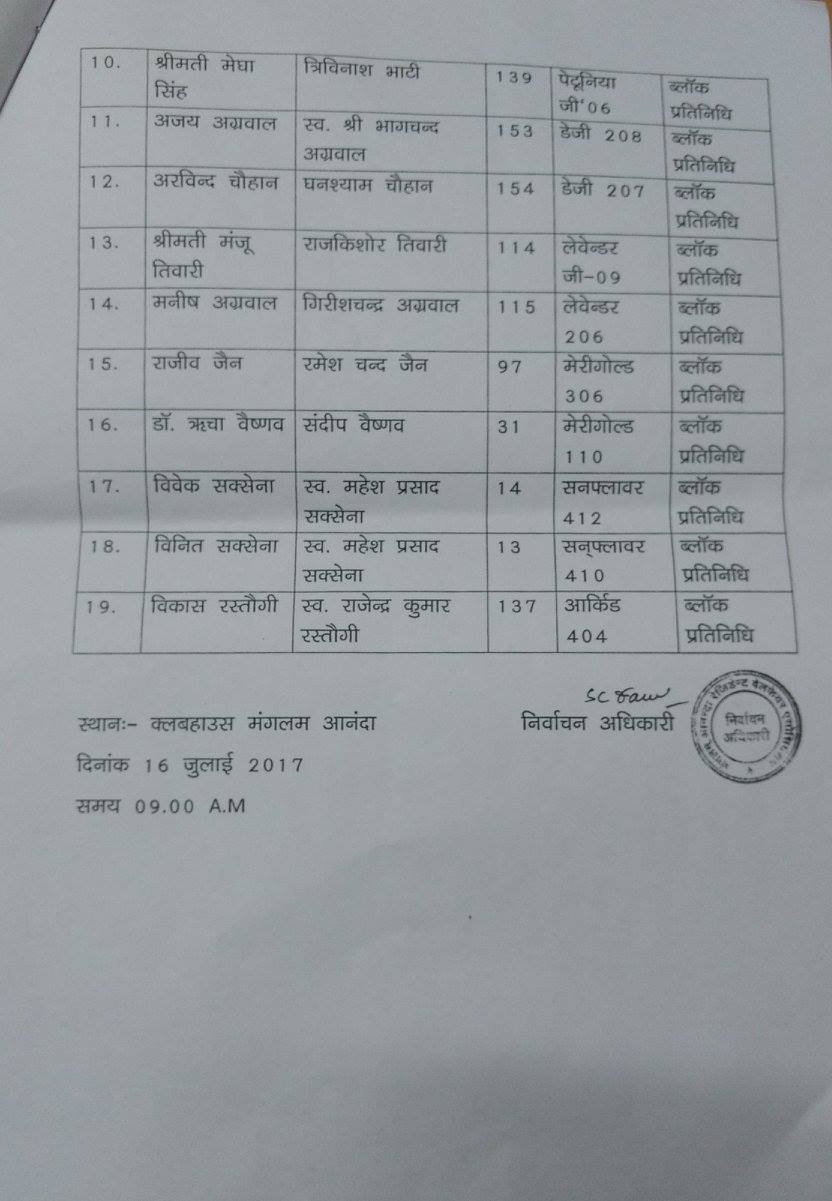 10. श्रीमती मेघा त्रिविनाश भाटी 139 पेटूनिया ब्लॉक
सिंह जी'06 प्रतिनिधि
11. अजय अग्रवाल स्व. श्री भागचन्द 153 डेजी 208 ब्लॉक
अग्रवाल प्रतिनिधि
12. अरविन्द चौहान घनश्याम चौहान 154 डेजी 207 ब्लॉक
प्रतिनिधि
13. श्रीमती मंजू राजकिशोर तिवारी 114 लेवेन्डर ब्लॉक
तिवारी जी-09 प्रतिनिधि
14. मनीष अग्रवाल गिरीशचन्द्र अग्रवाल 115 लेवेन्डर ब्लॉक
206 प्रतिनिधि
15. राजीव जैन रमेश चन्द जैन 97 मेरीगोल्ड ब्लॉक
306 प्रतिनिधि
16. डॉ. ऋचा वैष्णव संदीप वैष्णव 31 मेरीगोल्ड ब्लॉक
110 प्रतिनिधि
17. विवेक सक्सेना स्व. महेश प्रसाद 14 सनफ्लावर ब्लॉक
सक्सेना 412 प्रतिनिधि
18. विनित सक्सेना स्व. महेश प्रसाद 13 सन्फ्लावर ब्लॉक
सक्सेना 410 प्रतिनिधि
19. विकास रस्तौगी स्व. राजेन्द्र कुमार 137 आर्किड ब्लॉक
रस्तौगी 404 प्रतिनिधि
स्थानः- क्लबहाउस मंगलम आनंदा निर्वाचन अधिकारी
निर्वाचन
अधिकारी
दिनांक 16 जुलाई 2017
समय 09.00 A.M